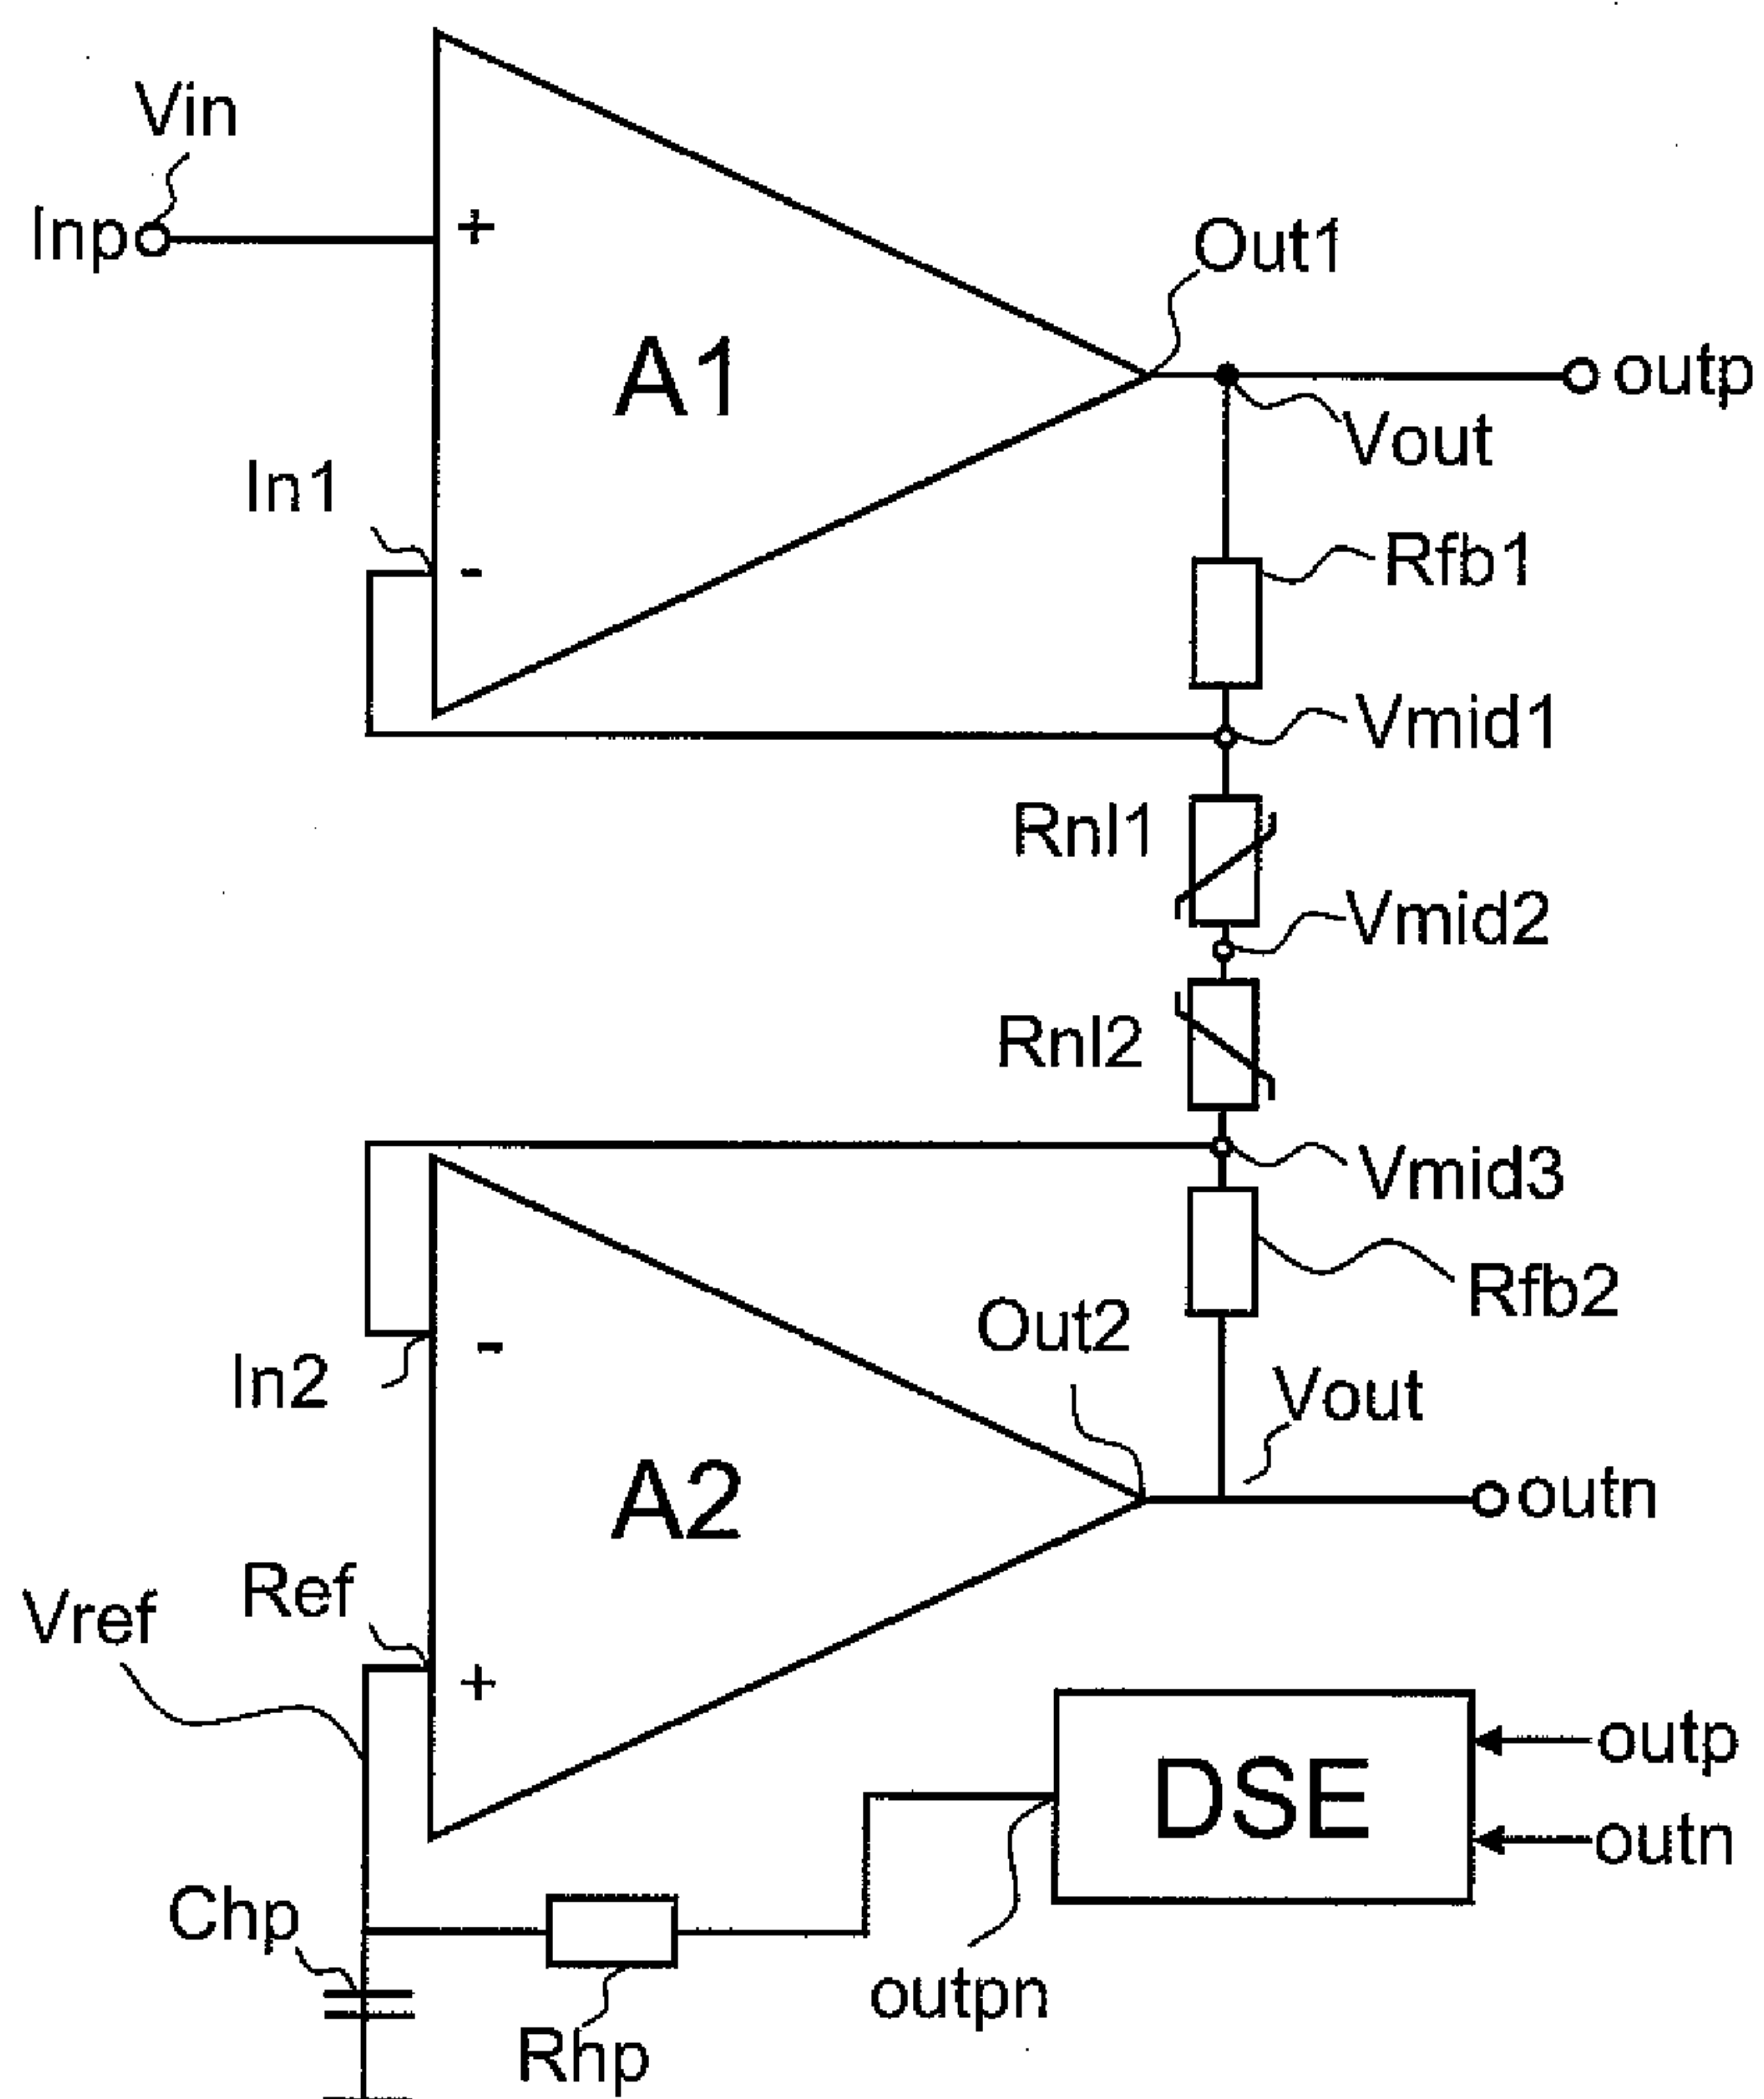 Vin
Inp
+
Out1
A1
outp
Vout
In1
-
Rfb1
Vmid1
Rnl1
Vmid2
Rnl2
Vmid3
Rfb2
Out2
-
In2
Vout
A2
outn
Ref
Vref
+
DSE
outp
outn
Chp
outpn
Rhp